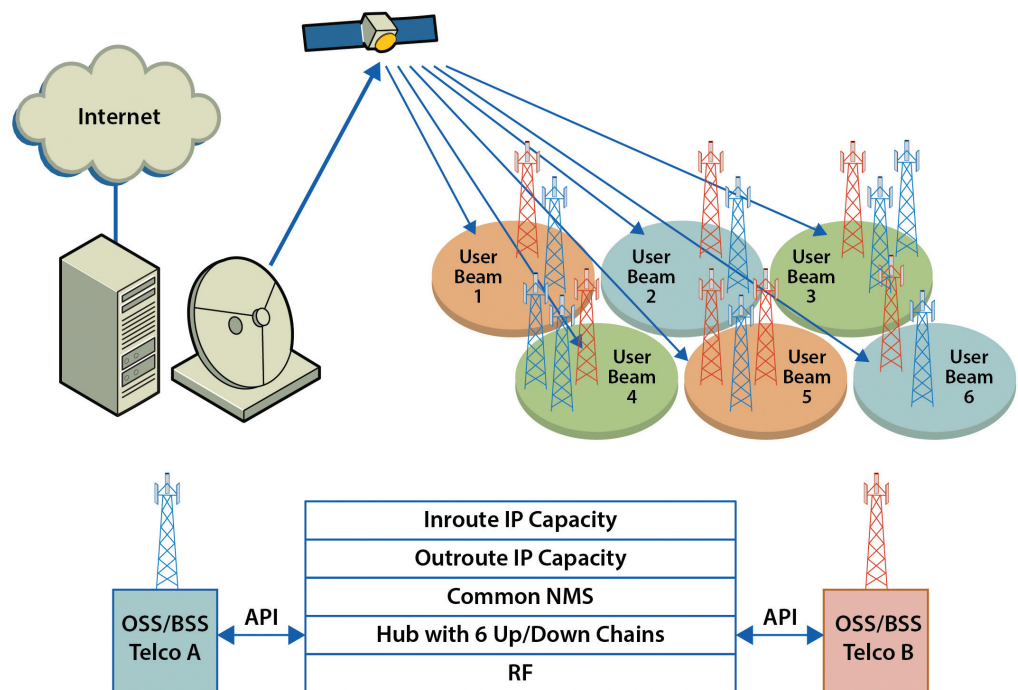 Internet
User
Beam
1
User
Beam
2
User
Beam
3
User
Beam
4
User
Beam
5
User
Beam
6
Inroute IP Capacity
Outroute IP Capacity
Common NMS
Hub with 6 Up/Down Chains
RF
OSS/BSS
Telco A
API
API
OSS/BSS
Telco B